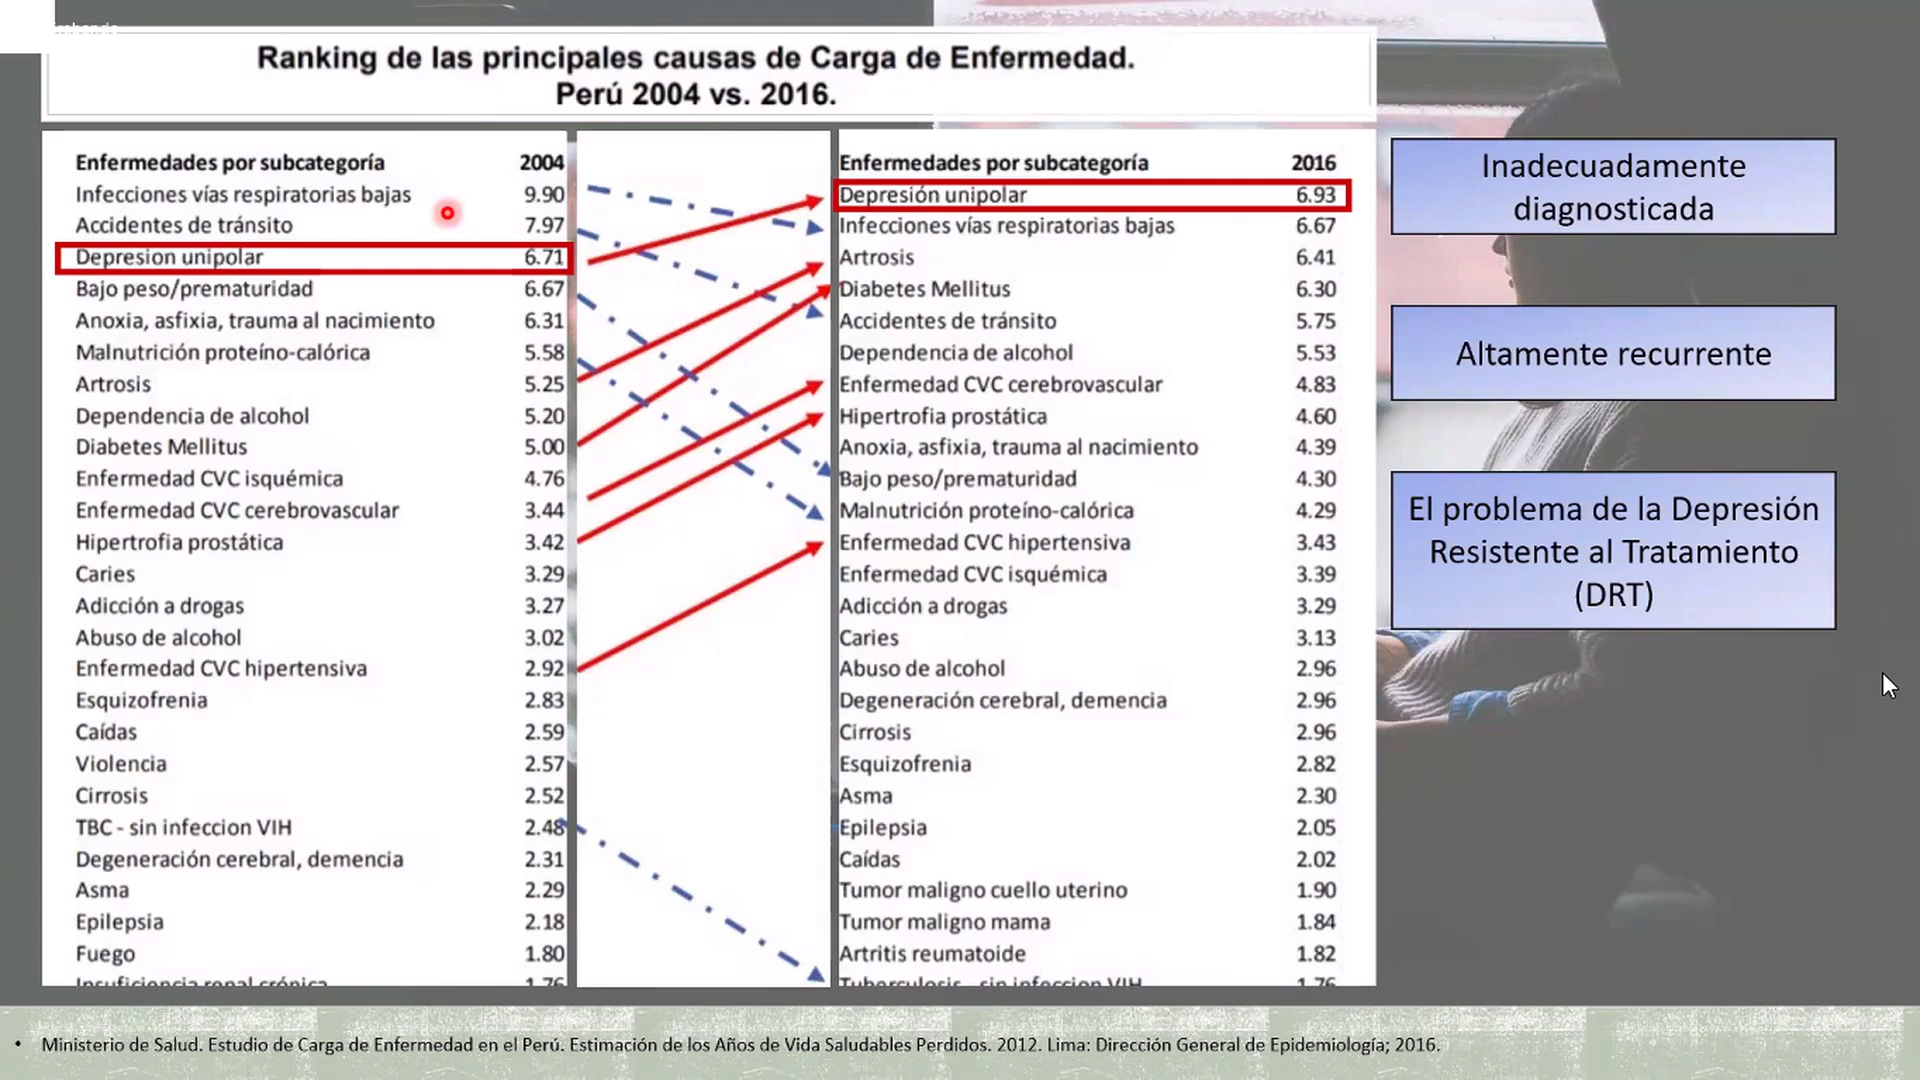 Ranking de las principales causas de Carga de Enfermedad.
Perú 2004 vs. 2016.
Enfermedades por subcategoría 2004
Infecciones vías respiratorias bajas 9.90
Accidentes de tránsito 7.97
Depresion unipolar 6.71
Bajo peso/prematuridad 6.67
Anoxia, asfixia, trauma al nacimiento 6.31
Malnutrición proteíno-calórica 5.58
Artrosis 5.25
Dependencia de alcohol 5.20
Diabetes Mellitus 5.00
Enfermedad CVC isquémica 4.76
Enfermedad CVC cerebrovascular 3.44
Hipertrofia prostática 3.42
Caries 3.29
Adicción a drogas 3.27
Abuso de alcohol 3.02
Enfermedad CVC hipertensiva 2.92
Esquizofrenia 2.83
Caídas 2.59
Violencia 2.57
Cirrosis 2.52
TBC - sin infeccion VIH 2.48
Degeneración cerebral, demencia 2.31
Asma 2.29
Epilepsia 2.18
Fuego 1.80
Insuficiencia renal crónica 1.76
Enfermedades por subcategoría 2016
Depresión unipolar 6.93
Infecciones vías respiratorias bajas 6.67
Artrosis 6.41
Diabetes Mellitus 6.30
Accidentes de tránsito 5.75
Dependencia de alcohol 5.53
Enfermedad CVC cerebrovascular 4.83
Hipertrofia prostática 4.60
Anoxia, asfixia, trauma al nacimiento 4.39
Bajo peso/prematuridad 4.30
Malnutrición proteíno-calórica 4.29
Enfermedad CVC hipertensiva 3.43
Enfermedad CVC isquémica 3.39
Adicción a drogas 3.29
Caries 3.13
Abuso de alcohol 2.96
Degeneración cerebral, demencia 2.96
Cirrosis 2.96
Esquizofrenia 2.82
Asma 2.30
Epilepsia 2.05
Caídas 2.02
Tumor maligno cuello uterino 1.90
Tumor maligno mama 1.84
Artritis reumatoide 1.82
Tuberculosis - sin infeccion VIH 1.76
Inadecuadamente
diagnosticada
Altamente recurrente
El problema de la Depresión
Resistente al Tratamiento
(DRT)
• Ministerio de Salud. Estudio de Carga de Enfermedad en el Perú. Estimación de los Años de Vida Saludables Perdidos. 2012. Lima: Dirección General de Epidemiología; 2016.